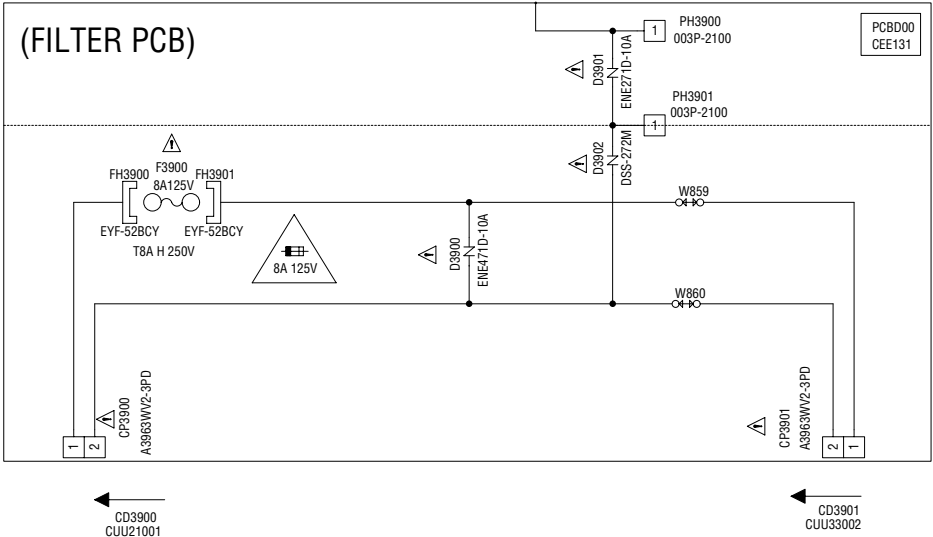 (FILTER PCB)
1
PH3900
003P-2100
PCBD00
CEE131
D3901
ENE271D-10A
PH3901
003P-2100
1
D3902
DSS-272M
F3900
FH3900
FH3901
8A125V
EYF-52BCY
EYF-52BCY
T8A H 250V
8A 125V
D3900
ENE471D-10A
W859
W860
CP3900
A3963WV2-3PD
1
2
CP3901
A3963WV2-3PD
2
1
CD3900
CUU21001
CD3901
CUU33002